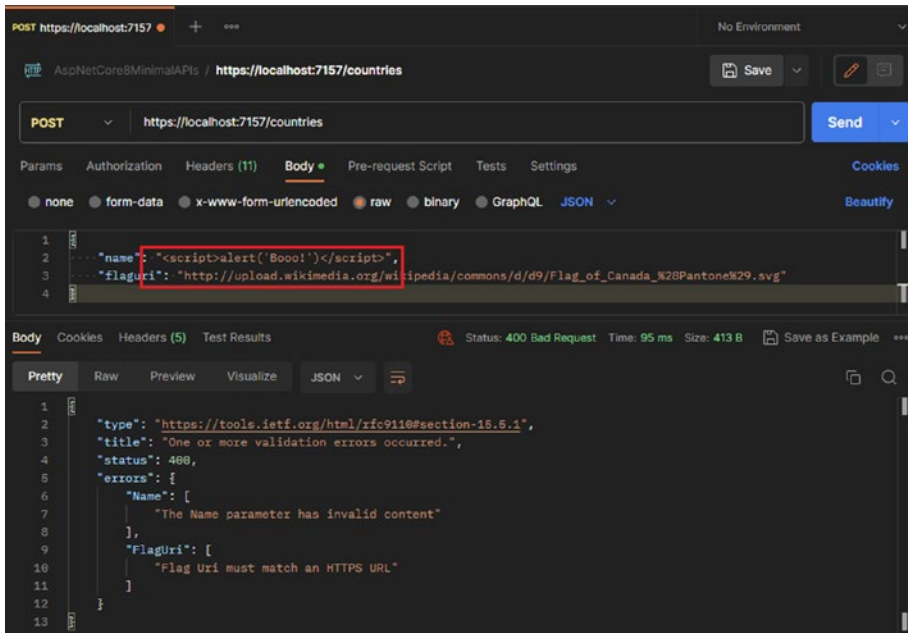 POST https://localhost:7157
No Environment
HTTP AspNetCore8MinimalAPIs / https://localhost:7157/countries
Save
POST https://localhost:7157/countries
Send
Params Authorization Headers (11) Body Pre-request Script Tests Settings Cookies
none form-data x-www-form-urlencoded raw binary GraphQL JSON Beautify
1 {
2 "name": "<script>alert('Booo!')</script>",
3 "flaguri": "http://upload.wikimedia.org/wikipedia/commons/d/d9/Flag_of_Canada_%28Pantone%29.svg"
4 }
Body Cookies Headers (5) Test Results Status: 400 Bad Request Time: 95 ms Size: 413 B Save as Example
Pretty Raw Preview Visualize JSON
1 {
2 "type": "https://tools.ietf.org/html/rfc9110#section-15.5.1",
3 "title": "One or more validation errors occurred.",
4 "status": 400,
5 "errors": {
6 "Name": [
7 "The Name parameter has invalid content"
8 ],
9 "FlagUri": [
10 "Flag Uri must match an HTTPS URL"
11 ]
12 }
13 }